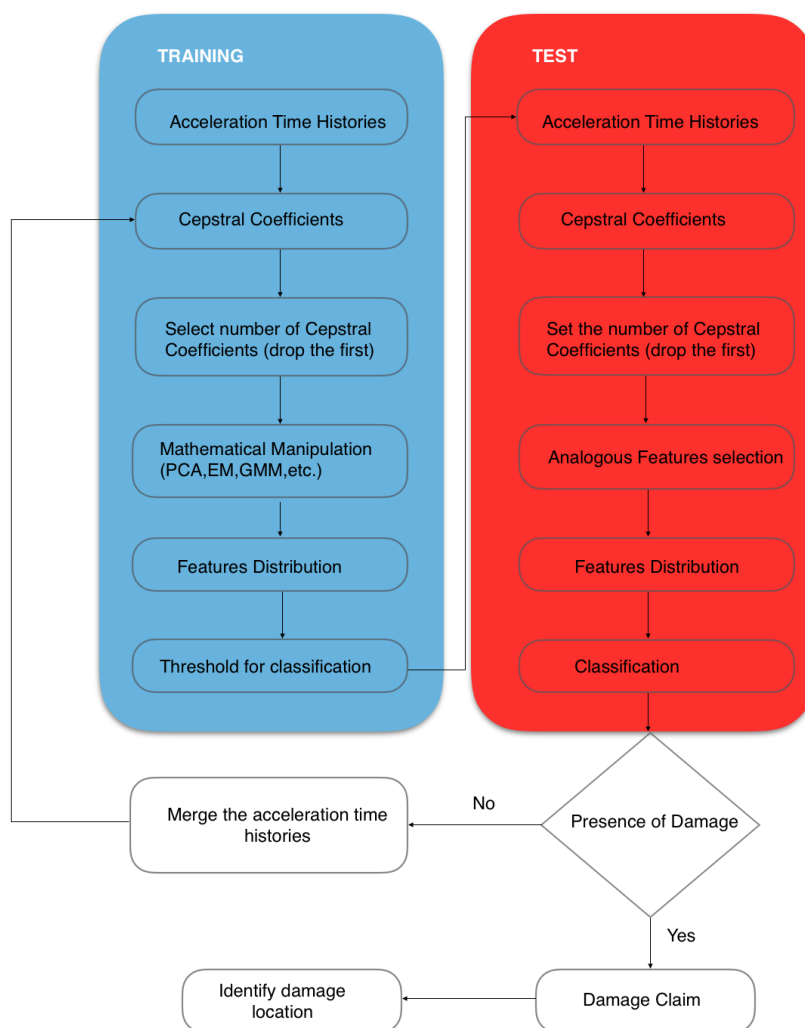 TRAINING
Acceleration Time Histories
Cepstral Coefficients
Select number of Cepstral
Coefficients (drop the first)
Mathematical Manipulation
(PCA,EM,GMM,etc.)
Features Distribution
Threshold for classification
TEST
Acceleration Time Histories
Cepstral Coefficients
Set the number of Cepstral
Coefficients (drop the first)
Analogous Features selection
Features Distribution
Classification
Presence of Damage
No
Merge the acceleration time
histories
Yes
Damage Claim
Identify damage
location